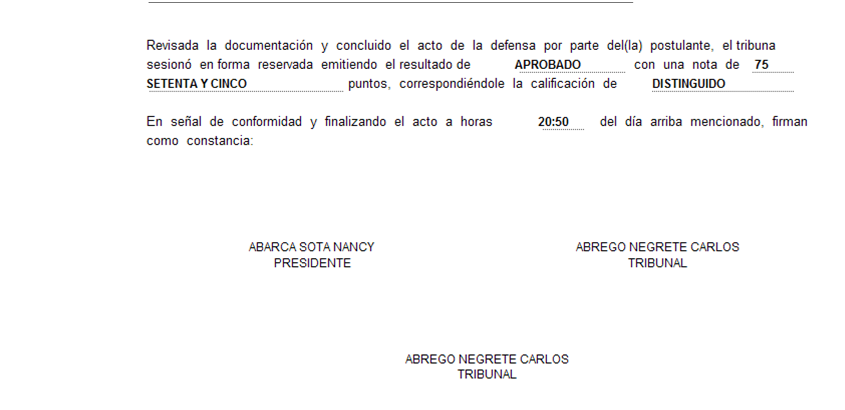 Revisada la documentación y concluido el acto de la defensa por parte del(la) postulante, el tribuna
sesionó en forma reservada emitiendo el resultado de APROBADO con una nota de 75
SETENTA Y CINCO puntos, correspondiéndole la calificación de DISTINGUIDO
En señal de conformidad y finalizando el acto a horas 20:50 del día arriba mencionado, firman
como constancia:
ABARCA SOTA NANCY
PRESIDENTE
ABREGO NEGRETE CARLOS
TRIBUNAL
ABREGO NEGRETE CARLOS
TRIBUNAL